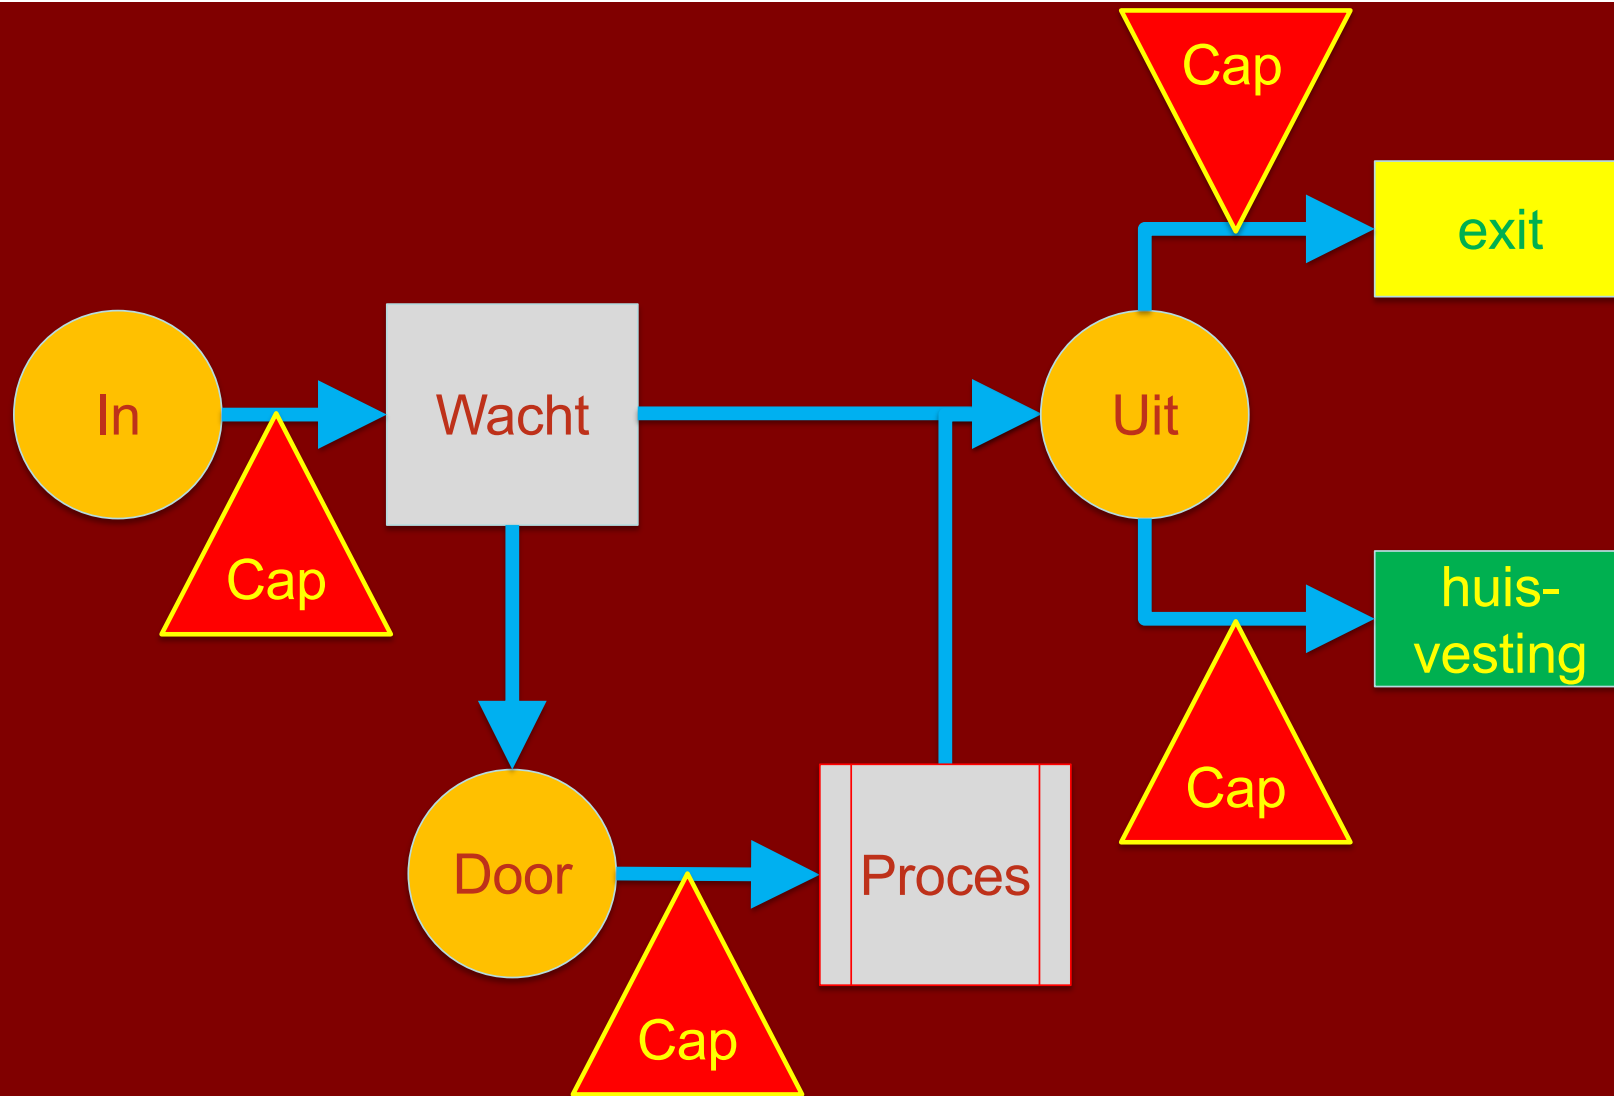 Cap
exit
In
Wacht
Uit
Cap
huis-
vesting
Cap
Door
Proces
Cap